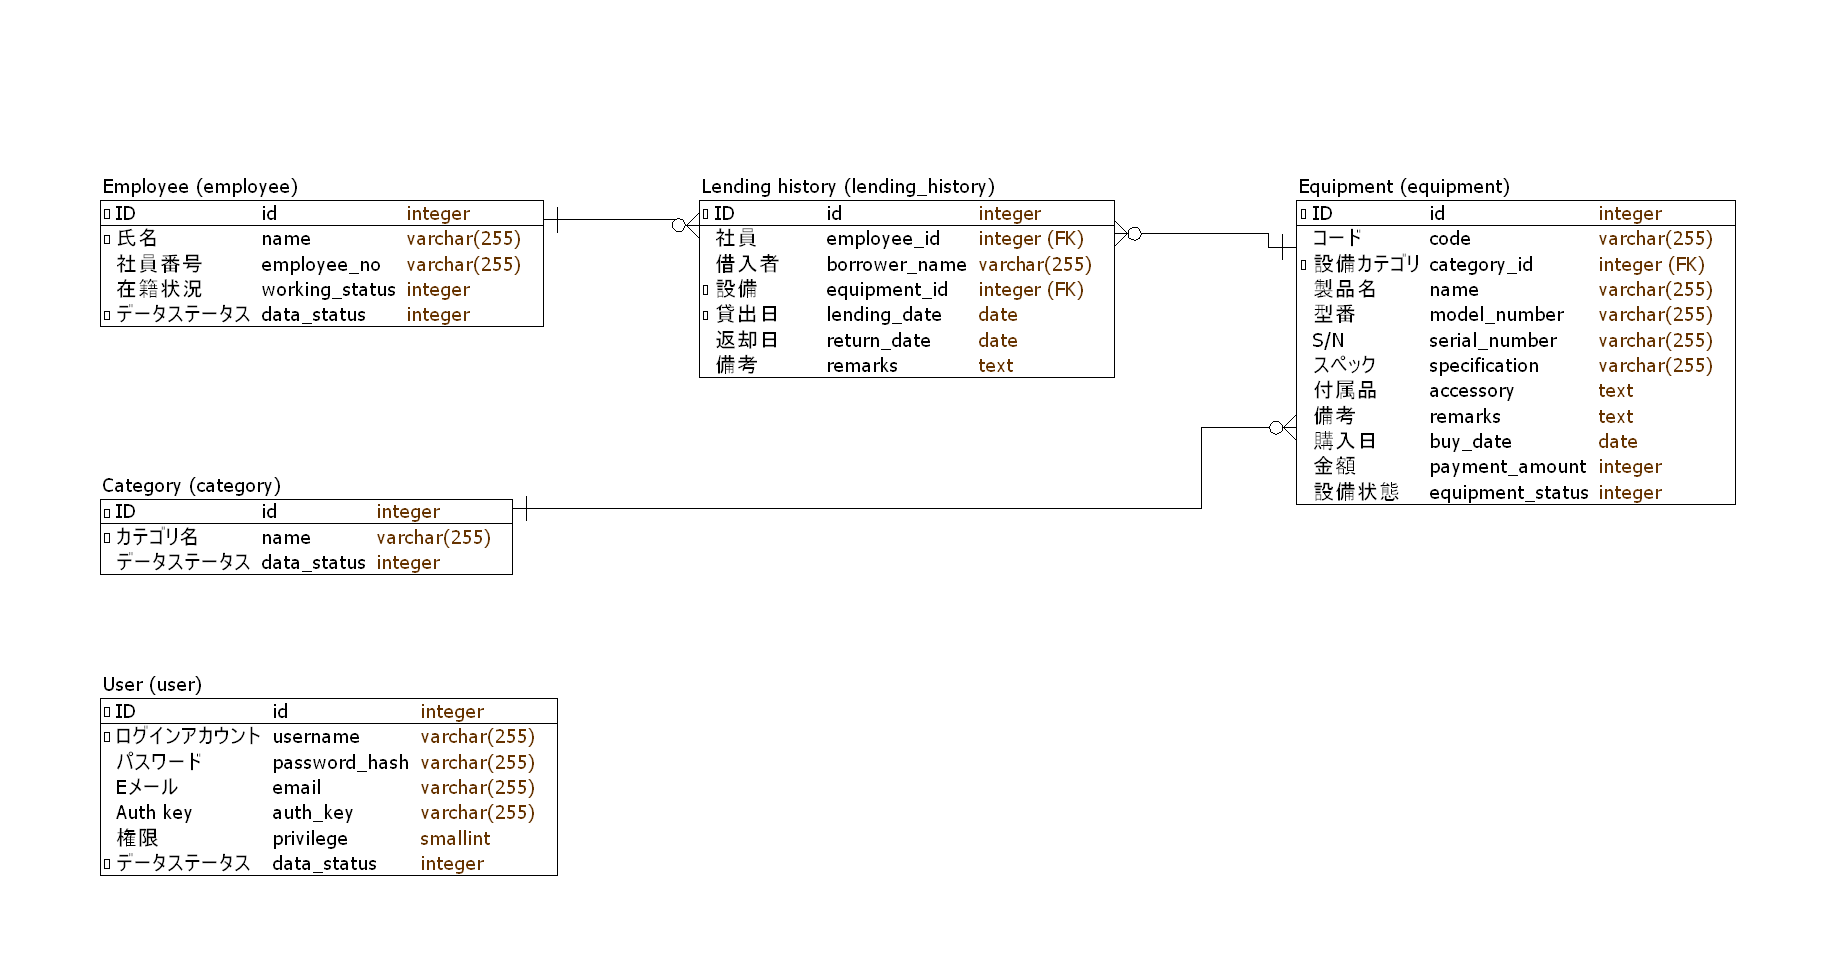 Employee (employee)
ID id integer
氏名 name varchar(255)
社員番号 employee_no varchar(255)
在籍状況 working_status integer
データステータス data_status integer
Lending history (lending_history)
ID id integer
社員 employee_id integer (FK)
借入者 borrower_name varchar(255)
設備 equipment_id integer (FK)
貸出日 lending_date date
返却日 return_date date
備考 remarks text
Equipment (equipment)
ID id integer
コード code varchar(255)
設備カテゴリ category_id integer (FK)
製品名 name varchar(255)
型番 model_number varchar(255)
S/N serial_number varchar(255)
スペック specification varchar(255)
付属品 accessory text
備考 remarks text
購入日 buy_date date
金額 payment_amount integer
設備状態 equipment_status integer
Category (category)
ID id integer
カテゴリ名 name varchar(255)
データステータス data_status integer
User (user)
ID id integer
ログインアカウント username varchar(255)
パスワード password_hash varchar(255)
Eメール email varchar(255)
Auth key auth_key varchar(255)
権限 privilege smallint
データステータス data_status integer